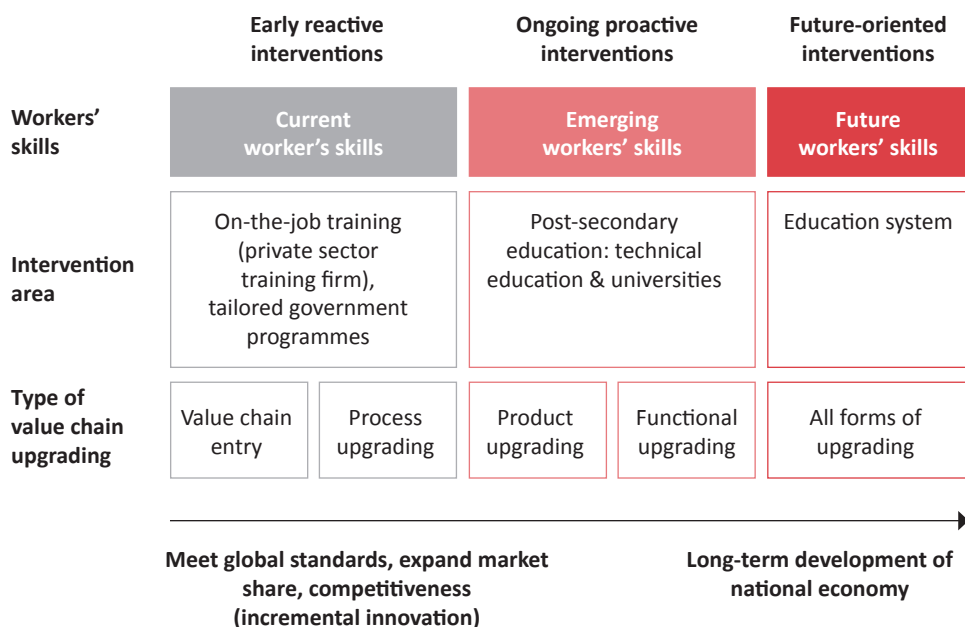 Early reactive
interventions
Ongoing proactive
interventions
Future-oriented
interventions
Workers'
skills
Current
worker's skills
Emerging
workers' skills
Future
workers' skills
Intervention
area
On-the-job training
(private sector
training firm),
tailored government
programmes
Post-secondary
education: technical
education & universities
Education system
Type of
value chain
upgrading
Value chain
entry
Process
upgrading
Product
upgrading
Functional
upgrading
All forms of
upgrading
Meet global standards, expand market
share, competitiveness
(incremental innovation)
Long-term development of
national economy